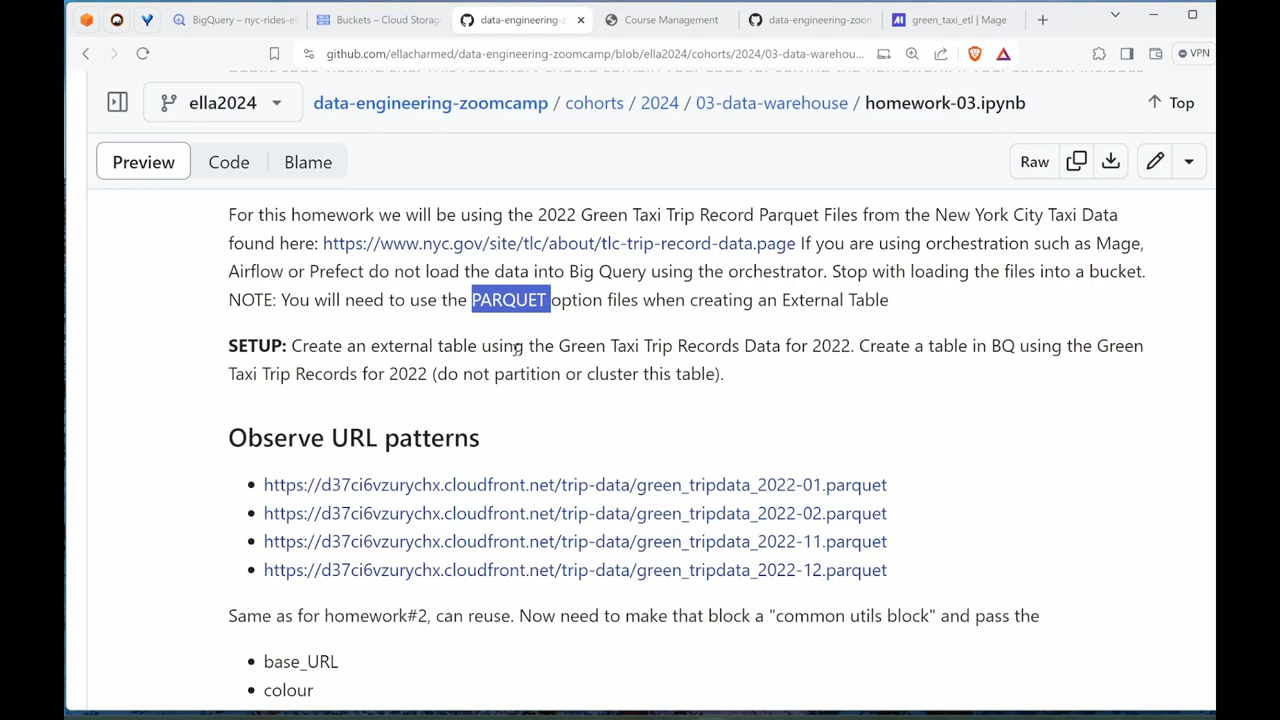 BigQuery – nyc-rides-el
Buckets – Cloud Storag
data-engineering-z
Course Management
data-engineering-zoom
green_taxi_etl | Mage
github.com/ellacharmed/data-engineering-zoomcamp/blob/ella2024/cohorts/2024/03-data-warehou...
VPN
ella2024
data-engineering-zoomcamp / cohorts / 2024 / 03-data-warehouse / homework-03.ipynb
Top
Preview
Code
Blame
Raw
For this homework we will be using the 2022 Green Taxi Trip Record Parquet Files from the New York City Taxi Data
found here: https://www.nyc.gov/site/tlc/about/tlc-trip-record-data.page If you are using orchestration such as Mage,
Airflow or Prefect do not load the data into Big Query using the orchestrator. Stop with loading the files into a bucket.
NOTE: You will need to use the PARQUET option files when creating an External Table
SETUP: Create an external table using the Green Taxi Trip Records Data for 2022. Create a table in BQ using the Green
Taxi Trip Records for 2022 (do not partition or cluster this table).
Observe URL patterns
https://d37ci6vzurychx.cloudfront.net/trip-data/green_tripdata_2022-01.parquet
https://d37ci6vzurychx.cloudfront.net/trip-data/green_tripdata_2022-02.parquet
https://d37ci6vzurychx.cloudfront.net/trip-data/green_tripdata_2022-11.parquet
https://d37ci6vzurychx.cloudfront.net/trip-data/green_tripdata_2022-12.parquet
Same as for homework#2, can reuse. Now need to make that block a "common utils block" and pass the
base_URL
colour